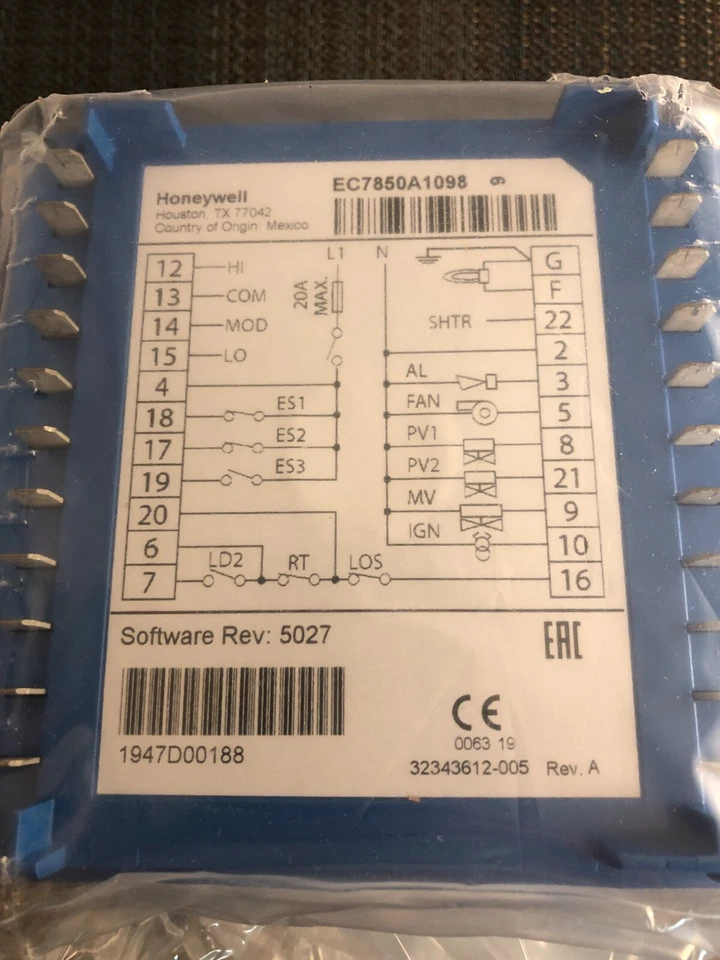 Honeywell
Houston, TX 77042
Country of Origin: Mexico
EC7850A1098 6
L1 N
12 HI G
13 COM F
14 MOD 20A MAX. SHTR 22
15 LO 2
4 AL 3
18 ES1 FAN 5
17 ES2 PV1 8
19 ES3 PV2 21
20 MV 9
6 IGN 10
7 LD2 RT LOS 16
Software Rev: 5027
EAC
1947D00188
CE
0063 19
32343612-005 Rev. A